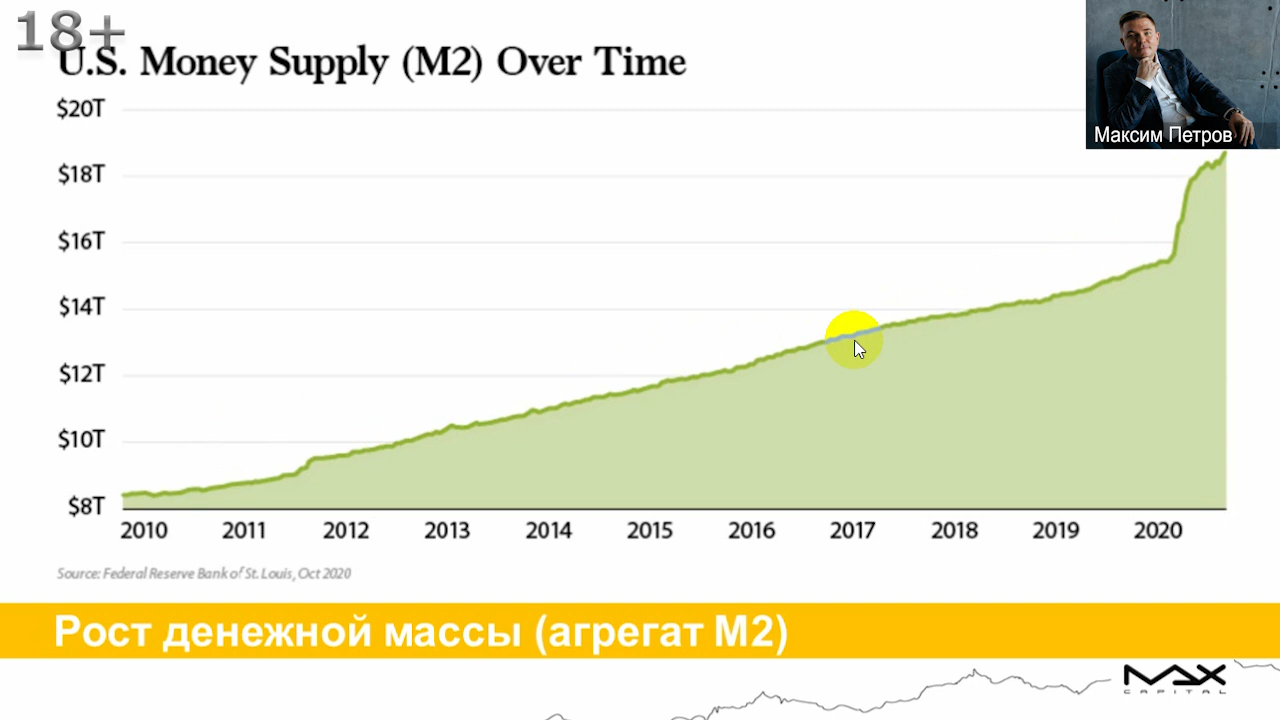 18+
U.S. Money Supply (M2) Over Time
Максим Петров
$20T
$18T
$16T
$14T
$12T
$10T
$8T
2010 2011 2012 2013 2014 2015 2016 2017 2018 2019 2020
Source: Federal Reserve Bank of St. Louis, Oct 2020
Рост денежной массы (агрегат М2)
MAX
CAPITAL